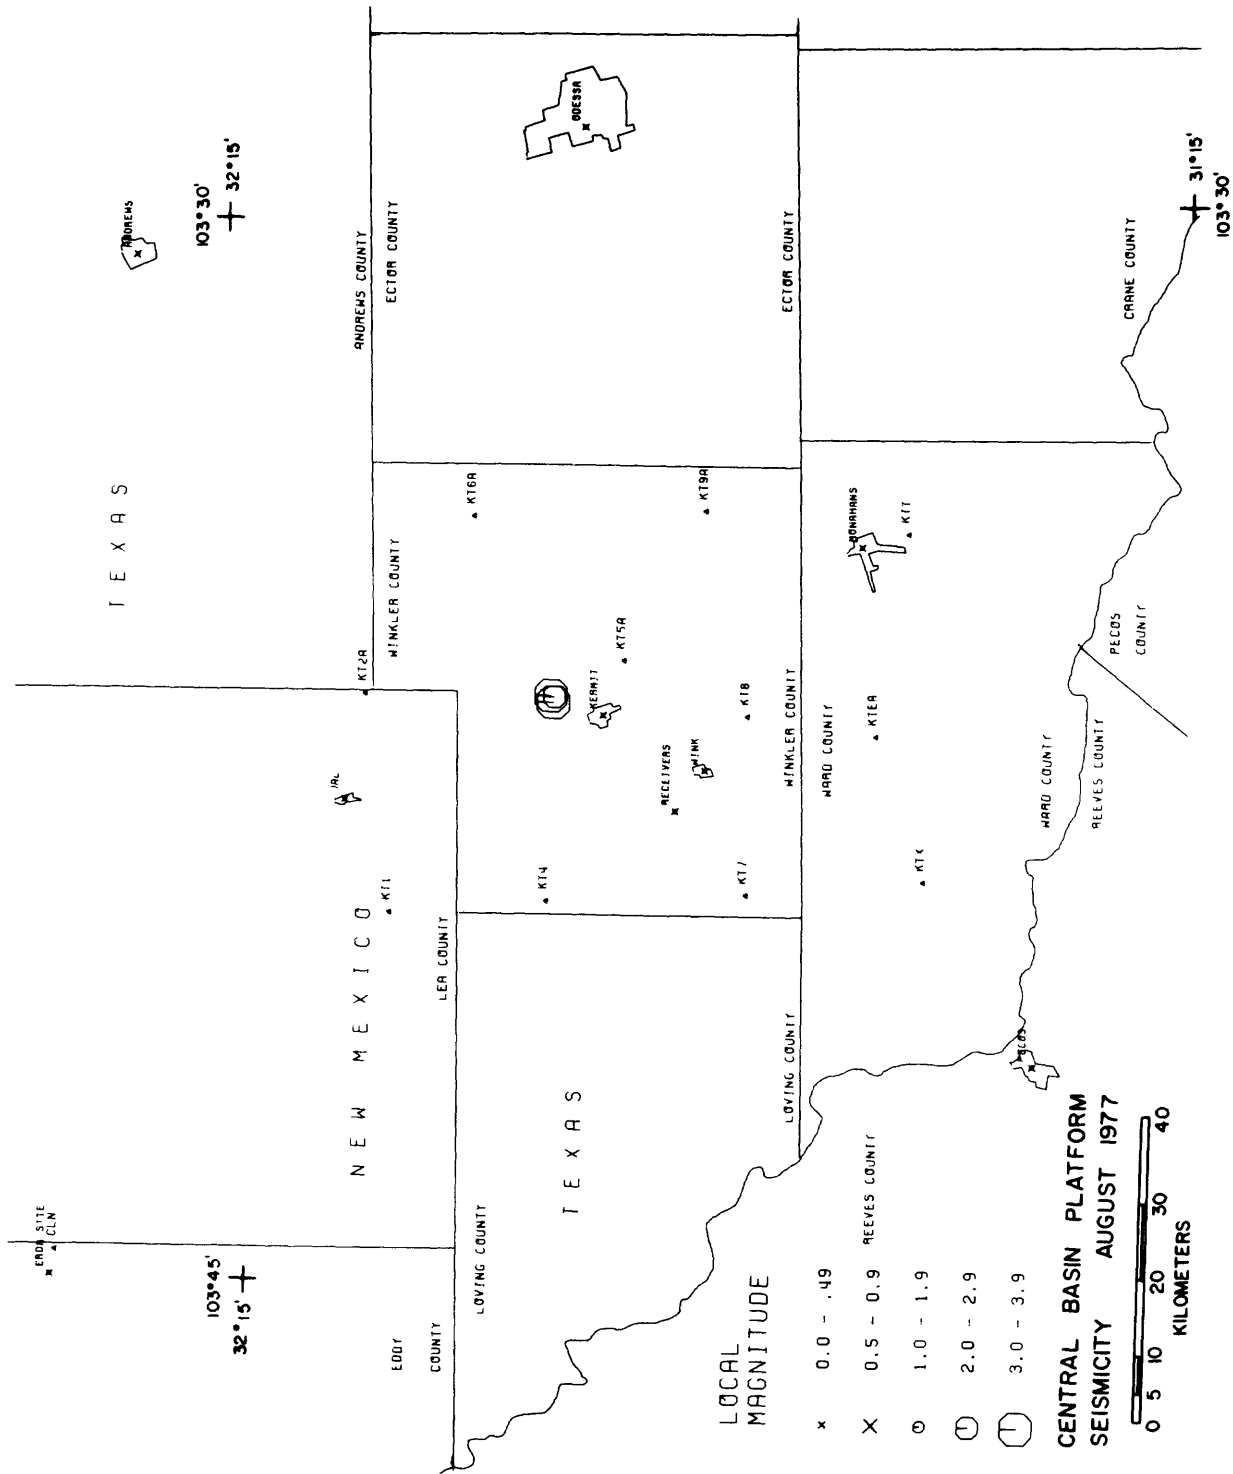 TEXAS
ANDREWS
103° 30'
32° 15'
ERDA SITE
CLN
103° 45'
32° 15'
NEW MEXICO
JAL
KT1
KT2A
ANDREWS COUNTY
ECTOR COUNTY
ODESSA
EDDY
COUNTY
LEA COUNTY
LOVING COUNTY
WINKLER COUNTY
KT6A
KT4
KERMIT
KT5A
KT9A
RECEIVERS
WINK
KT8
KT7
TEXAS
LOVING COUNTY
WINKLER COUNTY
WARD COUNTY
ECTOR COUNTY
MONAHANS
KTEA
REEVES COUNTY
WARD COUNTY
REEVES COUNTY
PECOS
COUNTY
CRANE COUNTY
31° 15'
103° 30'
LOCAL
MAGNITUDE
0.0 - .49
0.5 - 0.9
1.0 - 1.9
2.0 - 2.9
3.0 - 3.9
CENTRAL BASIN PLATFORM
SEISMICITY AUGUST 1977
0 5 10 20 30 40
KILOMETERS